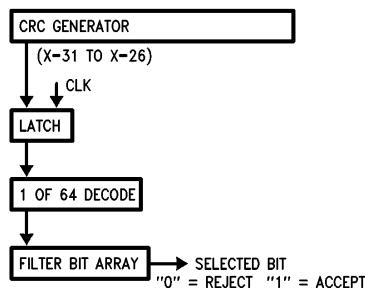 CRC GENERATOR
(X-31 TO X-26)
CLK
LATCH
1 OF 64 DECODE
FILTER BIT ARRAY
SELECTED BIT
"0" = REJECT "1" = ACCEPT